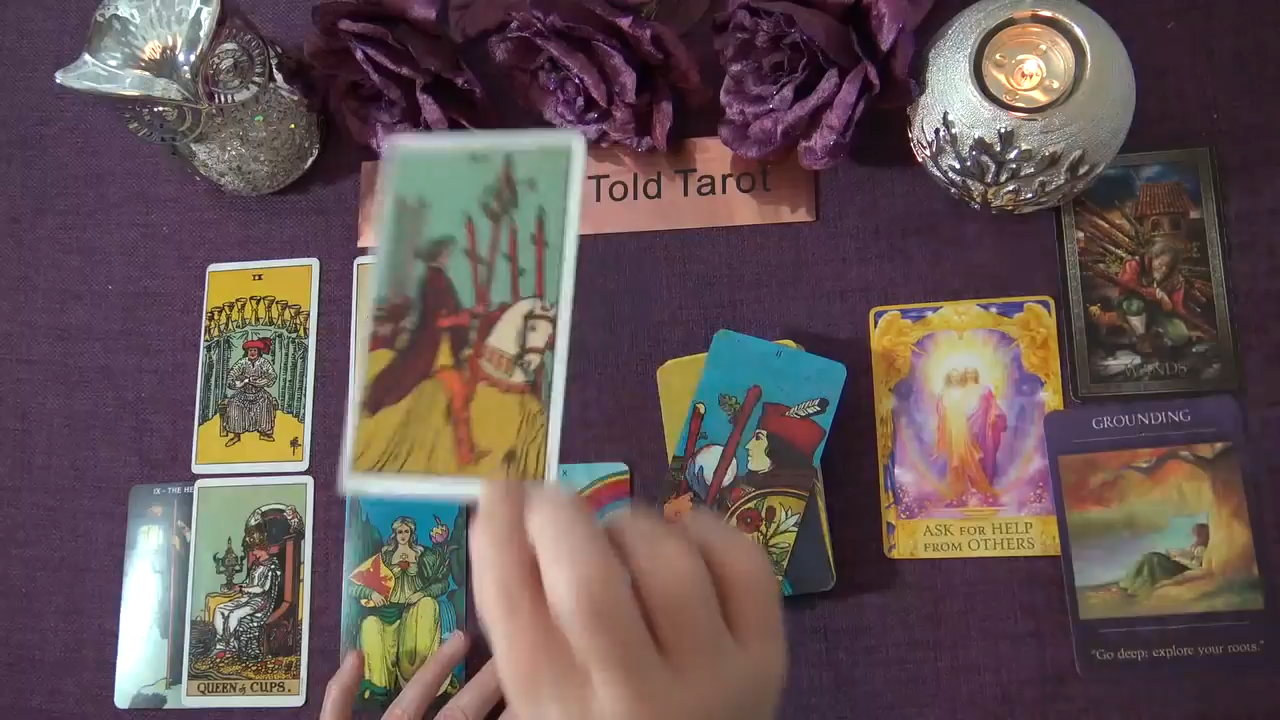 Told Tarot
IX
IX - THE HE
QUEEN of CUPS.
X
II
ASK FOR HELP
FROM OTHERS
WANDS
GROUNDING
"Go deep; explore your roots."